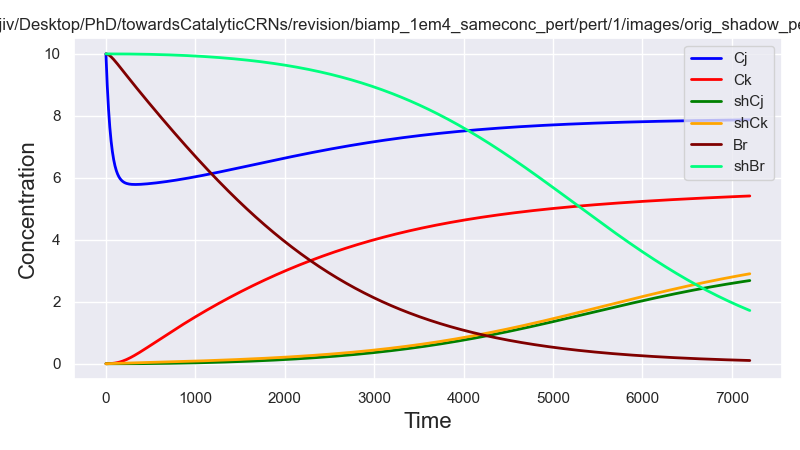 jiv/Desktop/PhD/towardsCatalyticCRNs/revision/biamp_1em4_sameconc_pert/pert/1/images/orig_shadow_pe
Concentration
10
8
6
4
2
0
Cj
Ck
shCj
shCk
Br
shBr
0 1000 2000 3000 4000 5000 6000 7000
Time